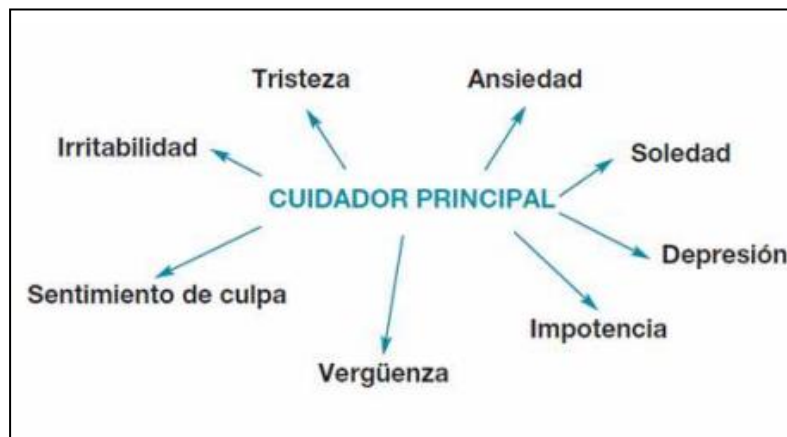 Tristeza
Ansiedad
Irritabilidad
Soledad
CUIDADOR PRINCIPAL
Depresión
Sentimiento de culpa
Impotencia
Vergüenza